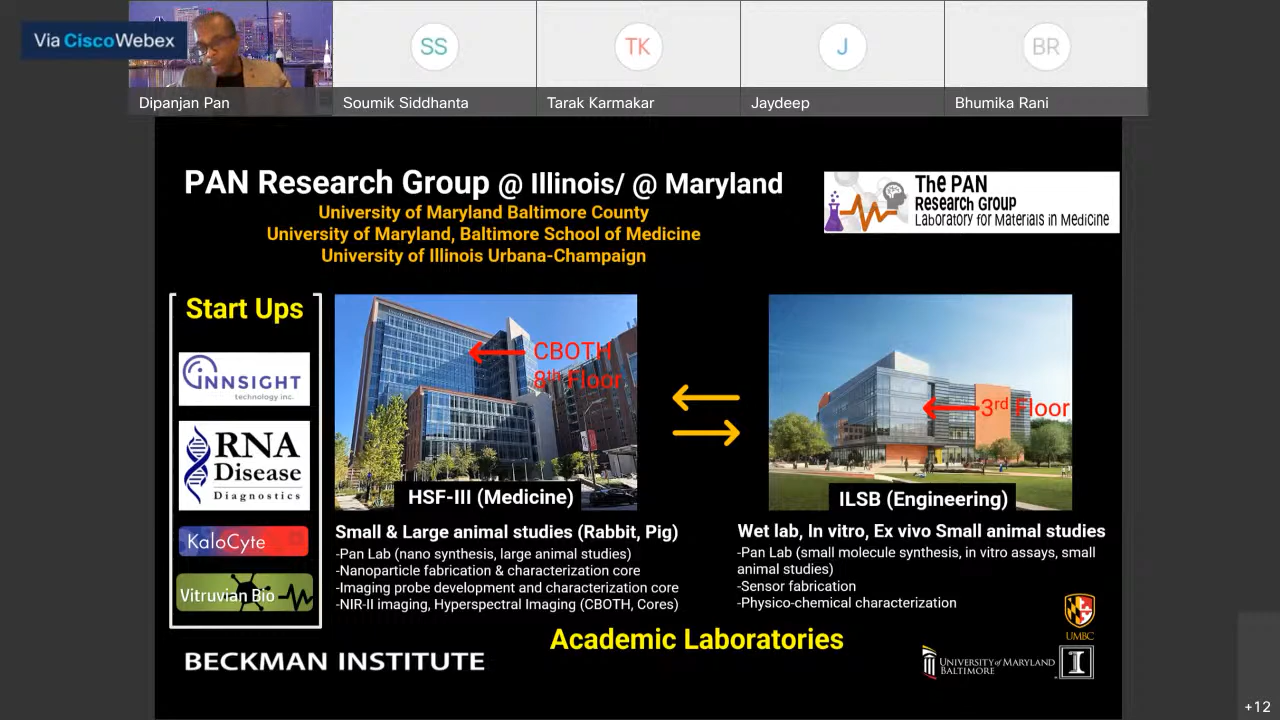 Via Cisco Webex
SS
TK
J
BR
Dipanjan Pan
Soumik Siddhanta
Tarak Karmakar
Jaydeep
Bhumika Rani
PAN Research Group @ Illinois/ @ Maryland
University of Maryland Baltimore County
University of Maryland, Baltimore School of Medicine
University of Illinois Urbana-Champaign
The PAN
Research Group
Laboratory for Materials in Medicine
Start Ups
INNSIGHT
technology inc.
RNA
Disease
Diagnostics
KaloCyte
Vitruvian Bio
CBOTH
8th Floor
HSF-III (Medicine)
Small & Large animal studies (Rabbit, Pig)
-Pan Lab (nano synthesis, large animal studies)
-Nanoparticle fabrication & characterization core
-Imaging probe development and characterization core
-NIR-II imaging, Hyperspectral Imaging (CBOTH, Cores)
3rd Floor
ILSB (Engineering)
Wet lab, In vitro, Ex vivo Small animal studies
-Pan Lab (small molecule synthesis, in vitro assays, small
animal studies)
-Sensor fabrication
-Physico-chemical characterization
Academic Laboratories
BECKMAN INSTITUTE
UMBC
UNIVERSITY of MARYLAND
BALTIMORE
I
+12